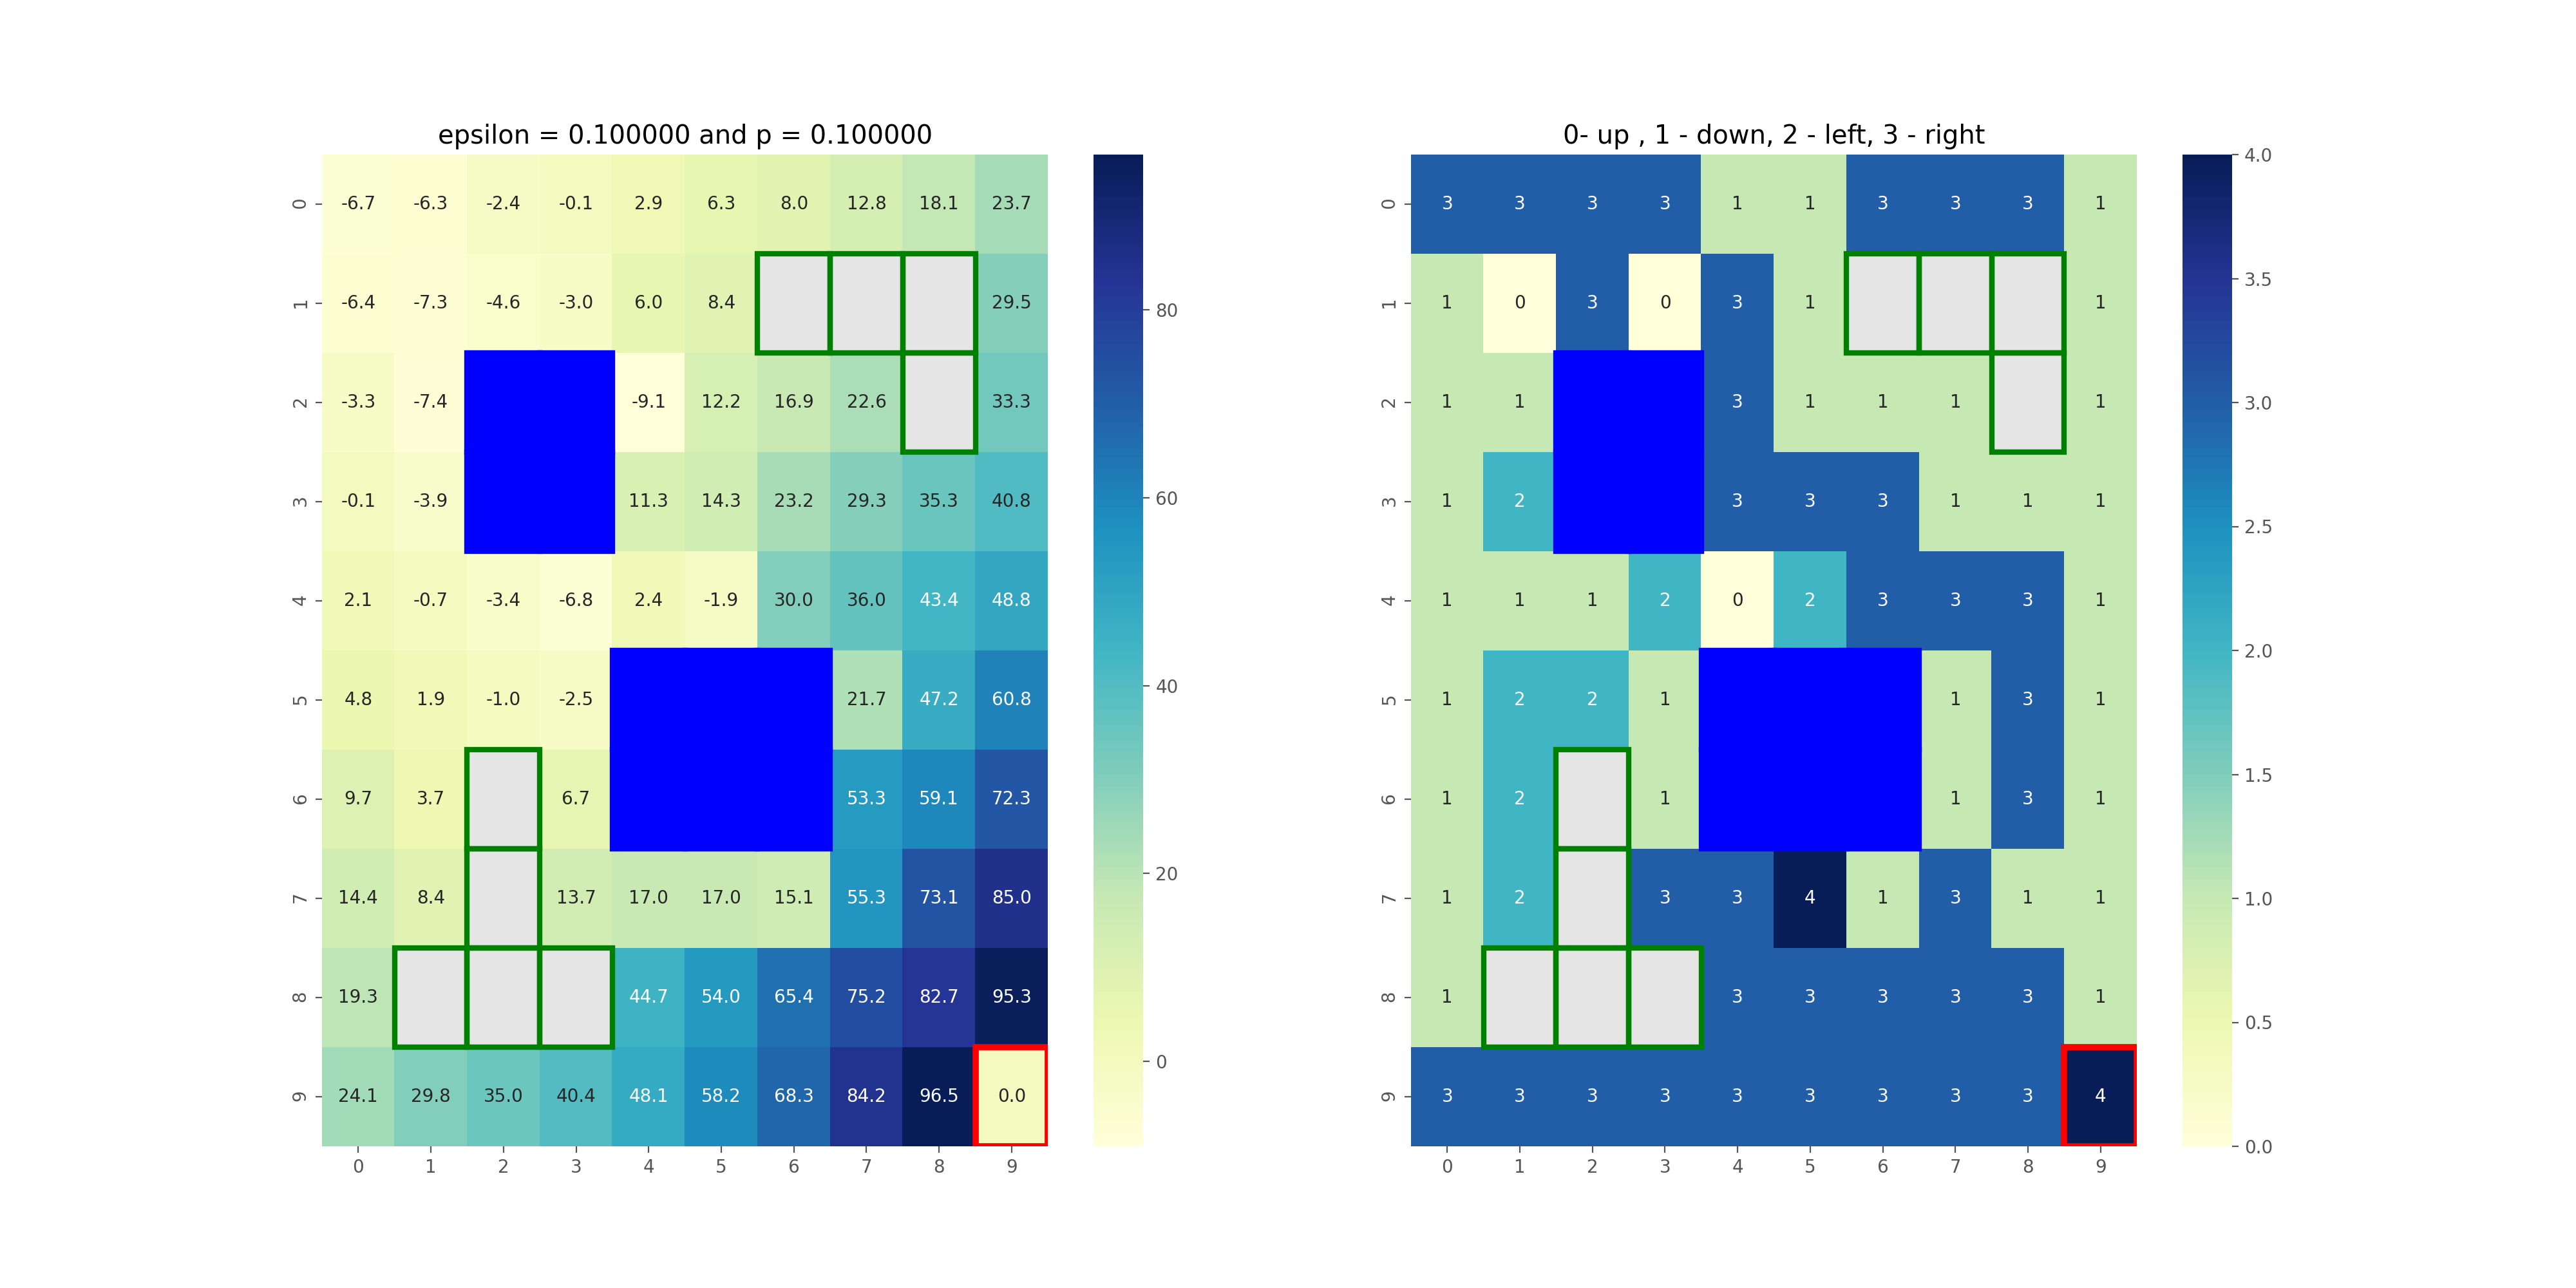 epsilon = 0.100000 and p = 0.100000
0 -6.7 -6.3 -2.4 -0.1 2.9 6.3 8.0 12.8 18.1 23.7
1 -6.4 -7.3 -4.6 -3.0 6.0 8.4 29.5
2 -3.3 -7.4 -9.1 12.2 16.9 22.6 33.3
3 -0.1 -3.9 11.3 14.3 23.2 29.3 35.3 40.8
4 2.1 -0.7 -3.4 -6.8 2.4 -1.9 30.0 36.0 43.4 48.8
5 4.8 1.9 -1.0 -2.5 21.7 47.2 60.8
6 9.7 3.7 6.7 53.3 59.1 72.3
7 14.4 8.4 13.7 17.0 17.0 15.1 55.3 73.1 85.0
8 19.3 44.7 54.0 65.4 75.2 82.7 95.3
9 24.1 29.8 35.0 40.4 48.1 58.2 68.3 84.2 96.5 0.0
0 1 2 3 4 5 6 7 8 9
80
60
40
20
0
0- up , 1 - down, 2 - left, 3 - right
0 3 3 3 3 1 1 3 3 3 1
1 1 0 3 0 3 1 1
2 1 1 3 1 1 1 1
3 1 2 3 3 3 1 1 1
4 1 1 1 2 0 2 3 3 3 1
5 1 2 2 1 1 3 1
6 1 2 1 1 3 1
7 1 2 3 3 4 1 3 1 1
8 1 3 3 3 3 3 1
9 3 3 3 3 3 3 3 3 3 4
0 1 2 3 4 5 6 7 8 9
4.0
3.5
3.0
2.5
2.0
1.5
1.0
0.5
0.0